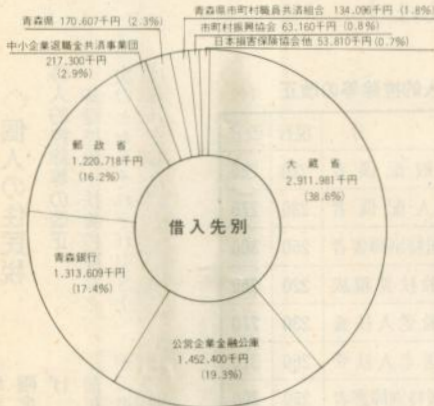 青森県市町村職員共済組合 134,096千円(1.8%)
青森県 170,607千円(2.3%)
市町村振興協会 63,160千円(0.8%)
中小企業退職金共済事業団
日本損害保険協会他 53,810千円(0.7%)
217,300千円
(2.9%)
郵政省
1,220,718千円
(16.2%)
大蔵省
2,911,981千円
(38.6%)
借入先別
青森銀行
1,313,609千円
(17.4%)
公営企業金融公庫
1,452,400千円
(19.3%)